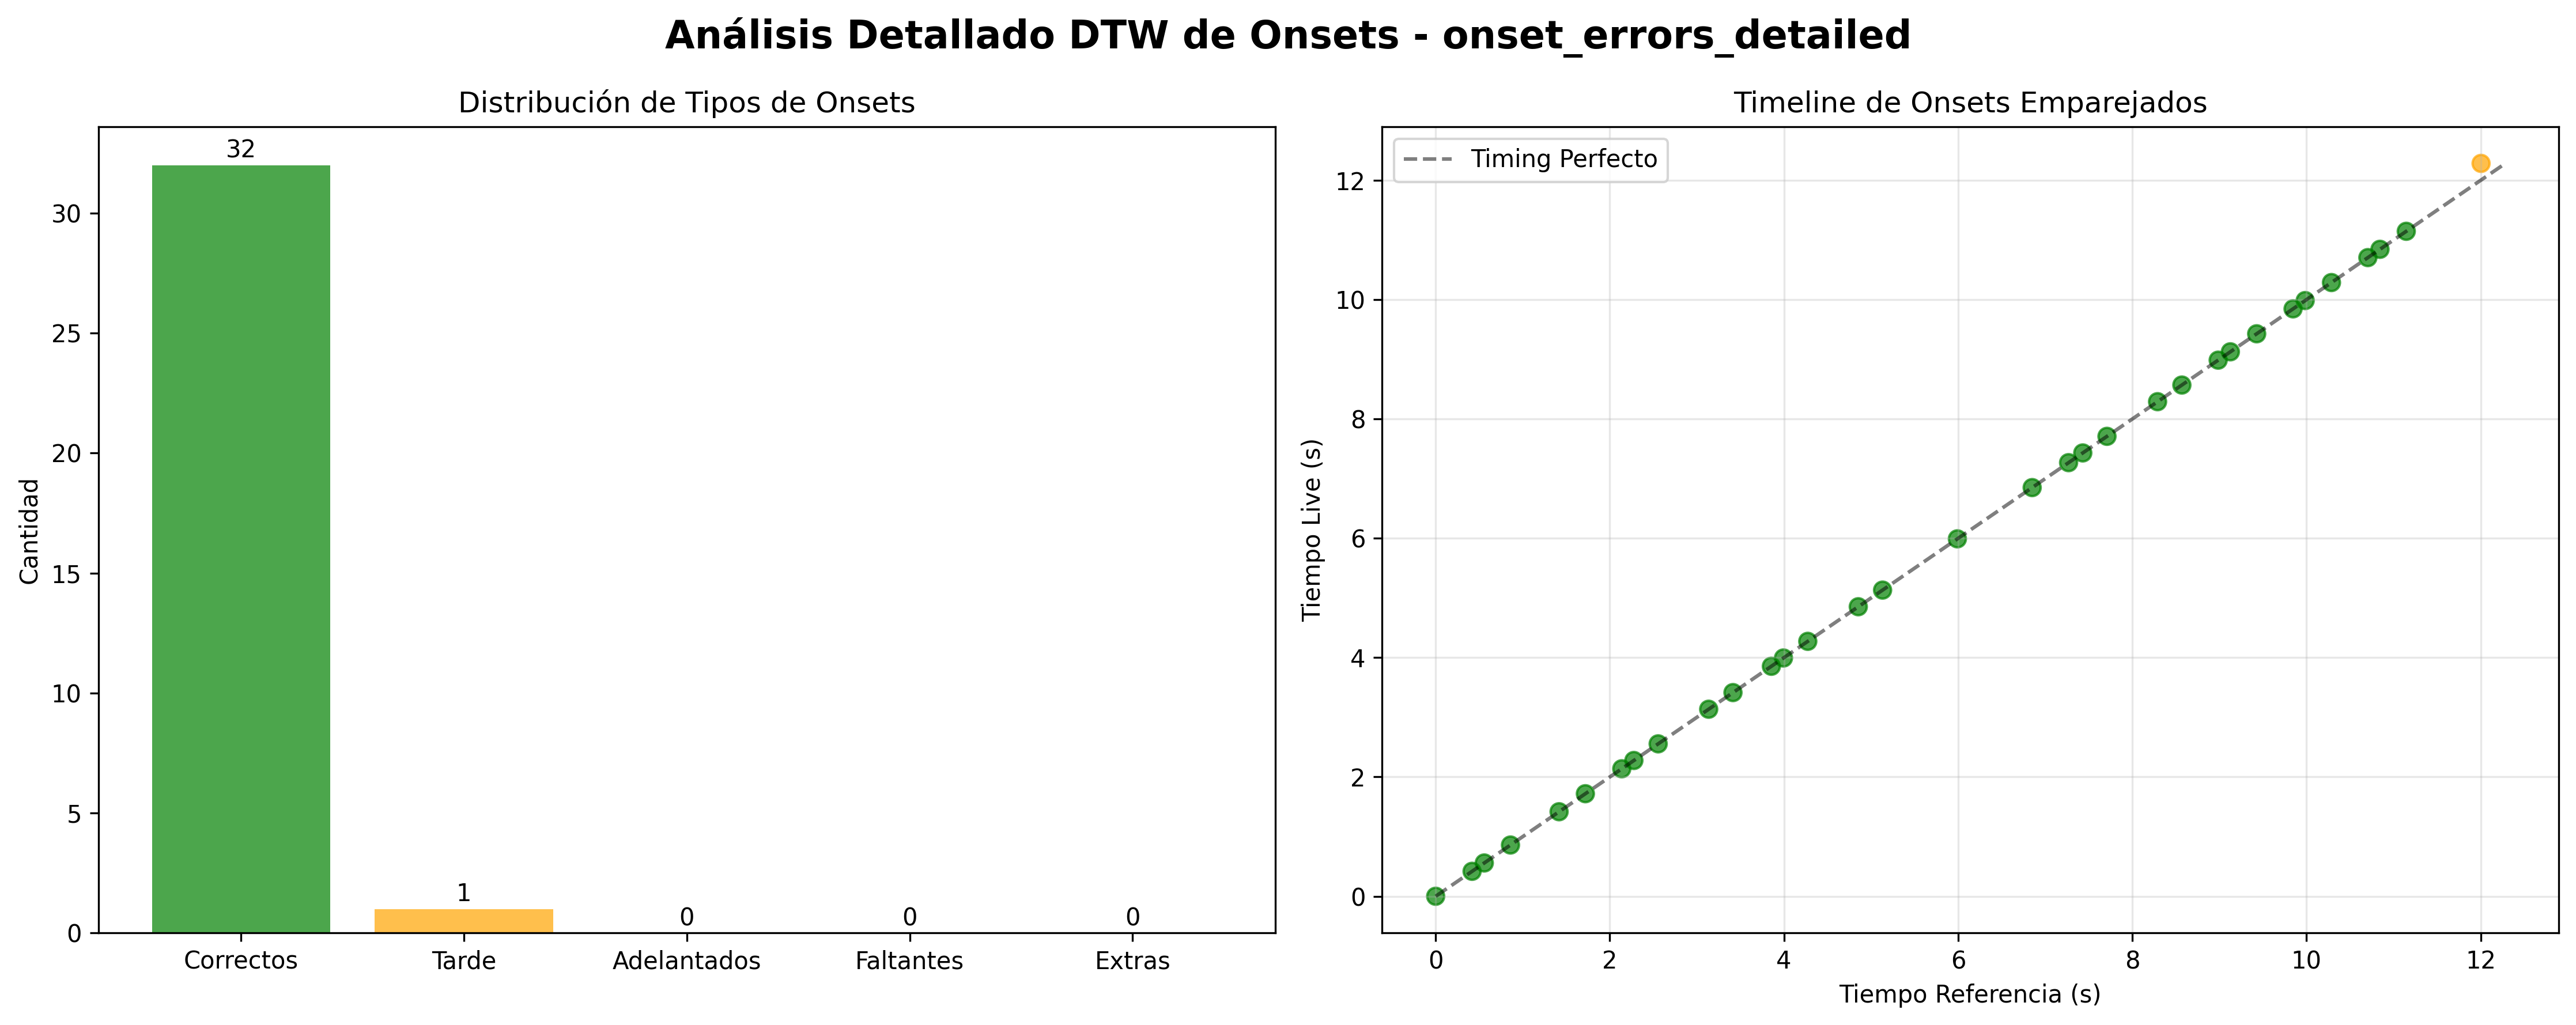 Análisis Detallado DTW de Onsets - onset_errors_detailed
Distribución de Tipos de Onsets
Cantidad
30
25
20
15
10
5
0
32
1
0
0
0
Correctos
Tarde
Adelantados
Faltantes
Extras
Timeline de Onsets Emparejados
Timing Perfecto
Tiempo Live (s)
12
10
8
6
4
2
0
0
2
4
6
8
10
12
Tiempo Referencia (s)